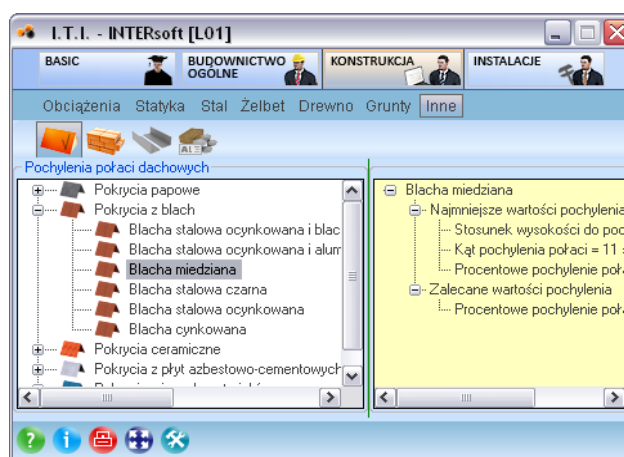 I.T.I. - INTERsoft [L01]
BASIC
BUDOWNICTWO
OGÓLNE
KONSTRUKCJA
INSTALACJE
Obciążenia Statyka Stal Żelbet Drewno Grunty Inne
Pochylenia połaci dachowych
Pokrycia papowe
Pokrycia z blach
Blacha stalowa ocynkowana i blac
Blacha stalowa ocynkowana i alum
Blacha miedziana
Blacha stalowa czarna
Blacha stalowa ocynkowana
Blacha cynkowana
Pokrycia ceramiczne
Pokrycia z płyt azbestowo-cementowych
Blacha miedziana
Najmniejsze wartości pochylenia
Stosunek wysokości do poc
Kąt pochylenia połaci = 11
Procentowe pochylenie poła
Zalecane wartości pochylenia
Procentowe pochylenie poła